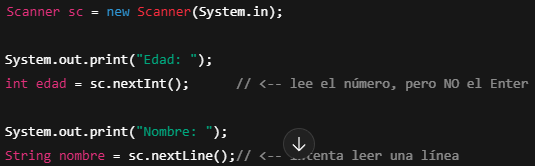 Scanner sc = new Scanner(System.in);
System.out.print("Edad: ");
int edad = sc.nextInt();       // <-- lee el número, pero NO el Enter
System.out.print("Nombre: ");
String nombre = sc.nextLine();// <-- intenta leer una línea